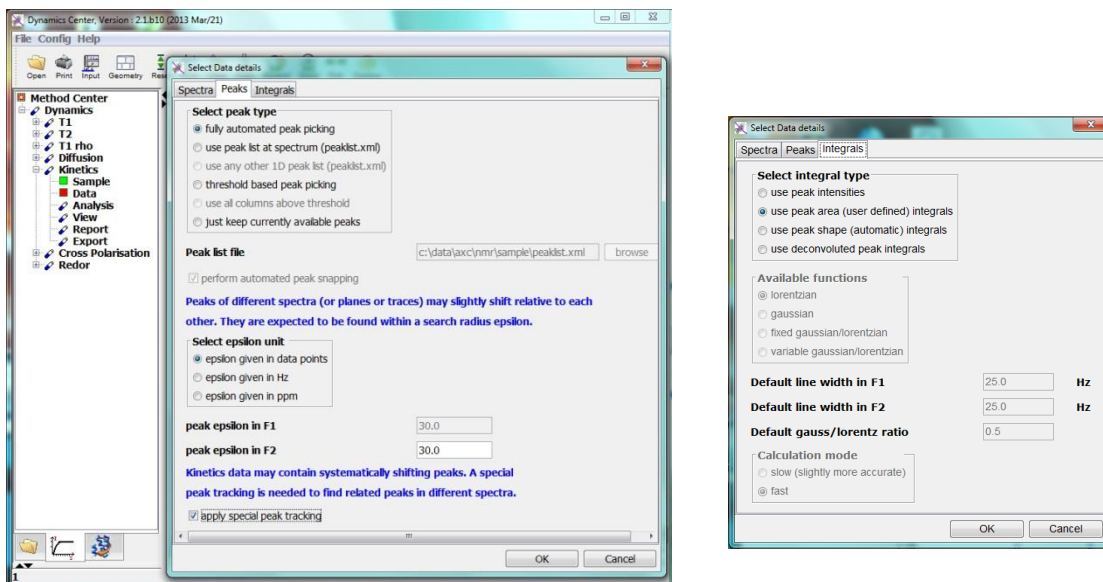 Dynamics Center, Version : 2.1.b10 (2013 Mar/21)
File Config Help
Open Print Input Geometry
Method Center
Dynamics
T1
T2
T1 rho
Diffusion
Kinetics
Sample
Data
Analysis
View
Report
Export
Cross Polarisation
Redor
1
Select Data details
Spectra Peaks Integrals
Select peak type
fully automated peak picking
use peak list at spectrum (peaklist.xml)
use any other 1D peak list (peaklist.xml)
threshold based peak picking
use all columns above threshold
just keep currently available peaks
Peak list file c:\data\axc\nmr\sample\peaklist.xml browse
perform automated peak snapping
Peaks of different spectra (or planes or traces) may slightly shift relative to each
other. They are expected to be found within a search radius epsilon.
Select epsilon unit
epsilon given in data points
epsilon given in Hz
epsilon given in ppm
peak epsilon in F1 30.0
peak epsilon in F2 30.0
Kinetics data may contain systematically shifting peaks. A special
peak tracking is needed to find related peaks in different spectra.
apply special peak tracking
OK Cancel
Select Data details
Spectra Peaks Integrals
Select integral type
use peak intensities
use peak area (user defined) integrals
use peak shape (automatic) integrals
use deconvoluted peak integrals
Available functions
lorentzian
gaussian
fixed gaussian/lorentzian
variable gaussian/lorentzian
Default line width in F1 25.0 Hz
Default line width in F2 25.0 Hz
Default gauss/lorentz ratio 0.5
Calculation mode
slow (slightly more accurate)
fast
OK Cancel